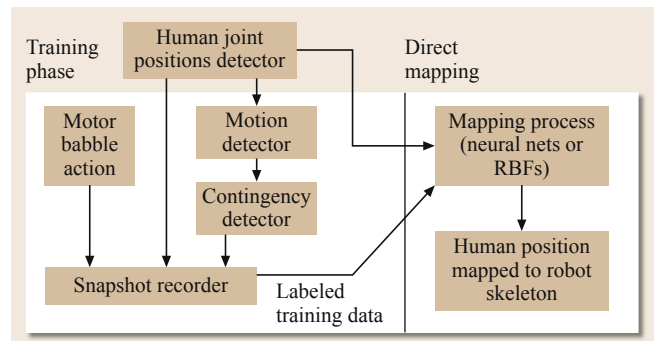 Training
phase
Human joint
positions detector
Direct
mapping
Motor
babble
action
Motion
detector
Contingency
detector
Snapshot recorder
Labeled
training data
Mapping process
(neural nets or
RBFs)
Human position
mapped to robot
skeleton